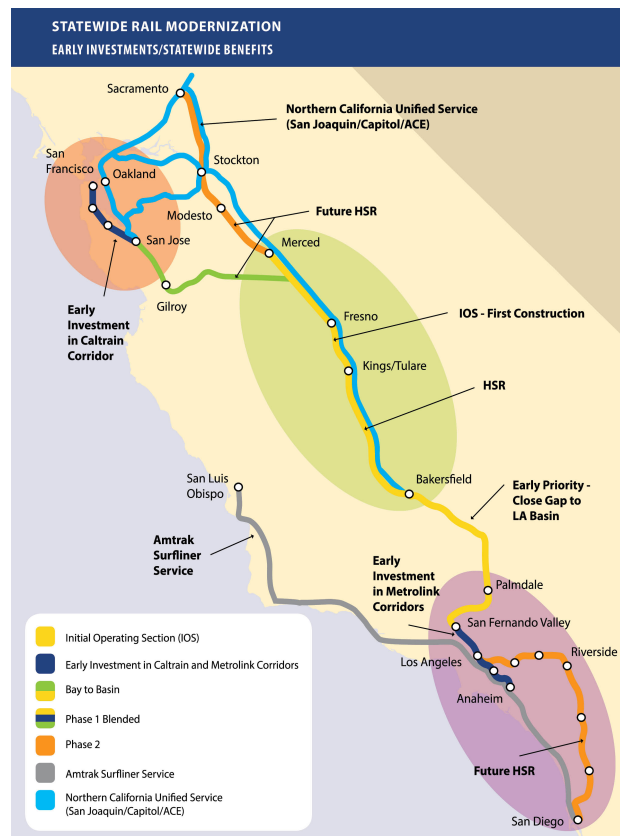 STATEWIDE RAIL MODERNIZATION
EARLY INVESTMENTS/STATEWIDE BENEFITS
Sacramento
Northern California Unified Service
(San Joaquin/Capitol/ACE)
San
Francisco
Oakland
Stockton
Modesto
Future HSR
San Jose
Merced
Gilroy
Early
Investment
in Caltrain
Corridor
Fresno
IOS - First Construction
Kings/Tulare
HSR
San Luis
Obispo
Bakersfield
Early Priority -
Close Gap to
LA Basin
Amtrak
Surfliner
Service
Early
Investment
in Metrolink
Corridors
Palmdale
San Fernando Valley
Los Angeles
Riverside
Anaheim
Future HSR
San Diego
Initial Operating Section (IOS)
Early Investment in Caltrain and Metrolink Corridors
Bay to Basin
Phase 1 Blended
Phase 2
Amtrak Surfliner Service
Northern California Unified Service
(San Joaquin/Capitol/ACE)